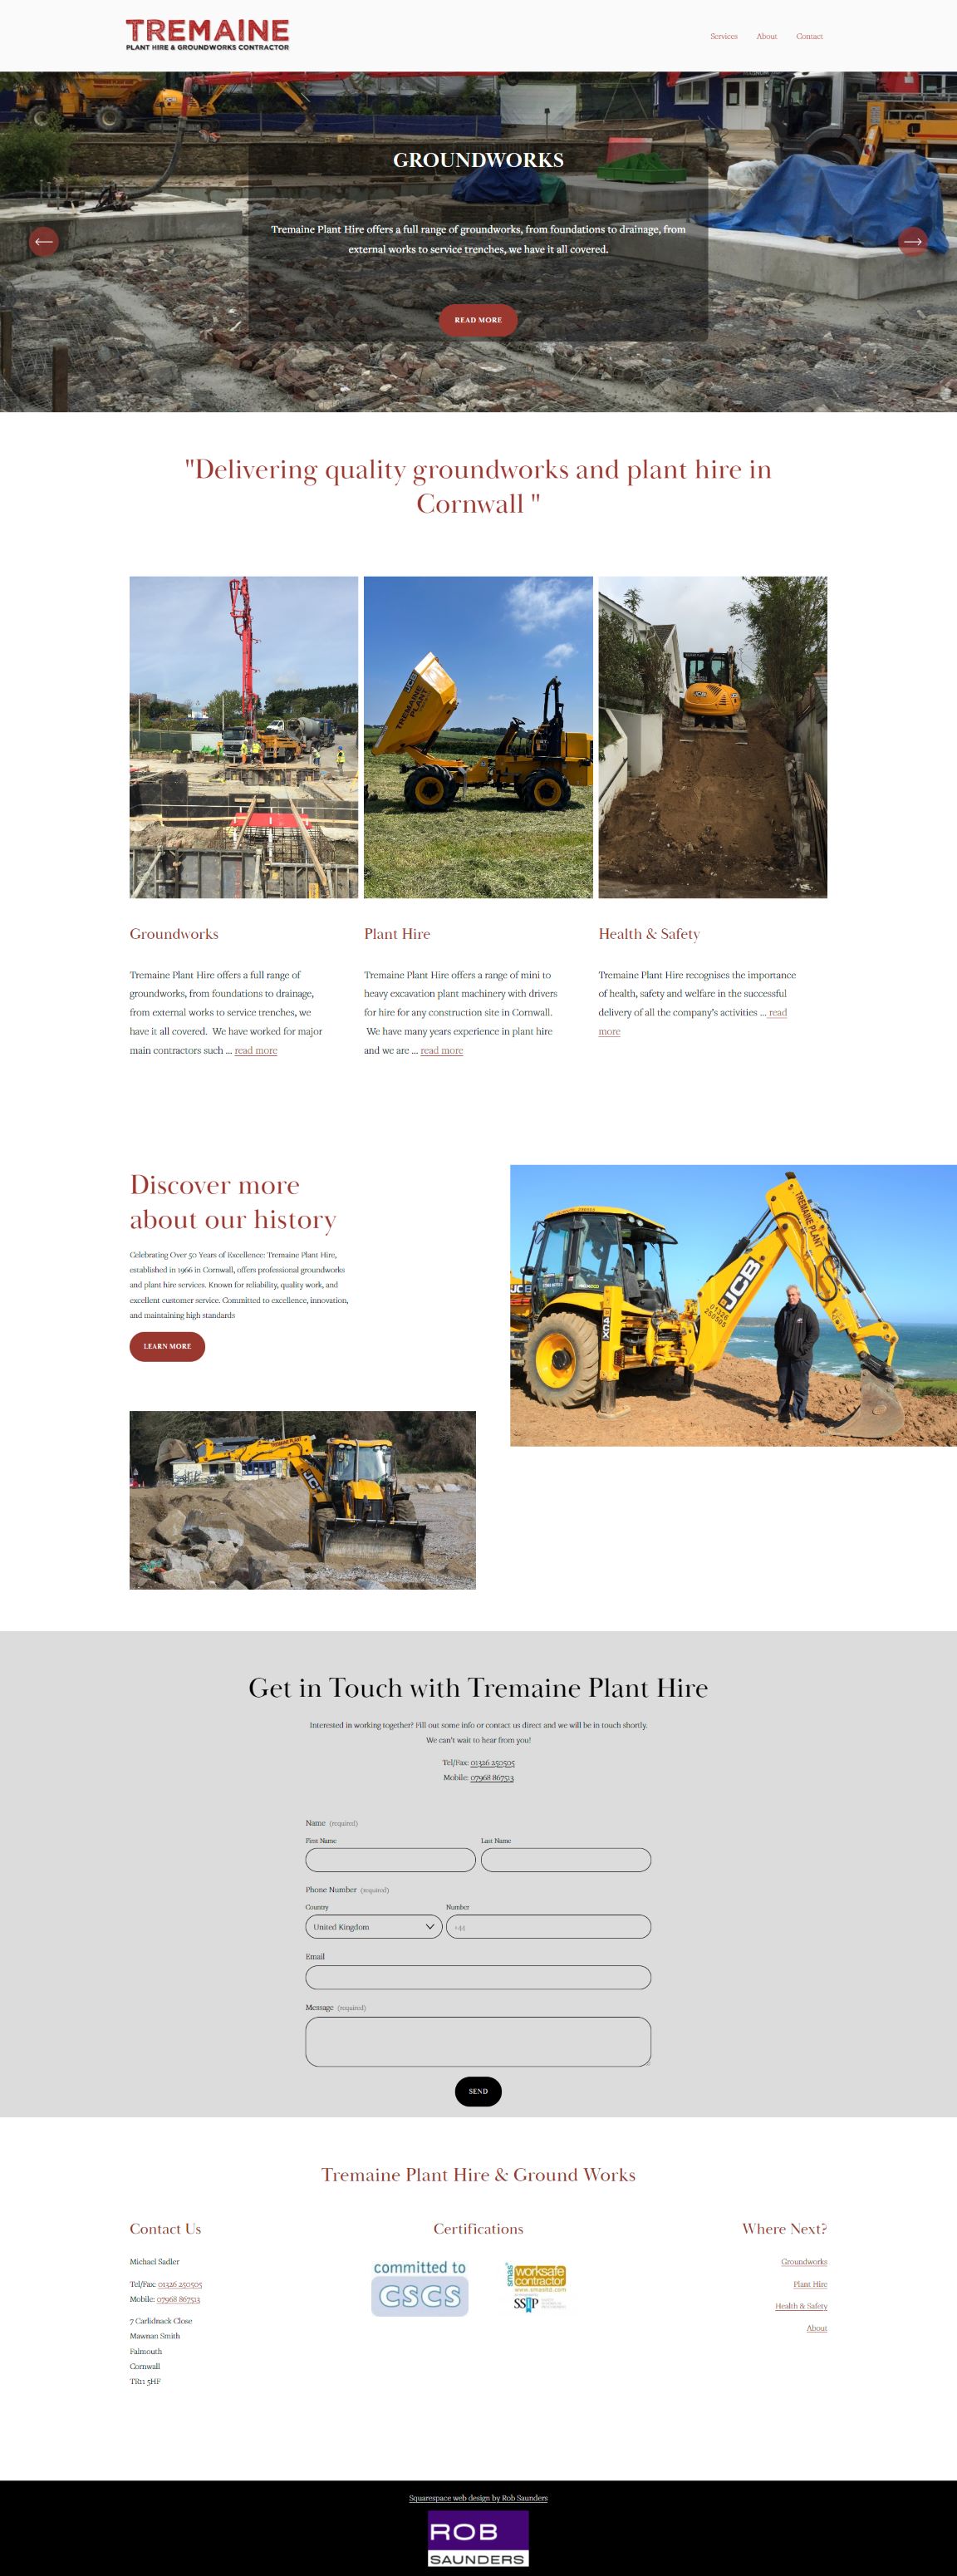 TREMAINE
PLANT HIRE & GROUNDWORKS CONTRACTOR
Services About Contact
GROUNDWORKS
Tremaine Plant Hire offers a full range of groundworks, from foundations to drainage, from
external works to service trenches, we have it all covered.
READ MORE
"Delivering quality groundworks and plant hire in
Cornwall "
JCB
TREMAINE
PLANT
JCB
Groundworks
Tremaine Plant Hire offers a full range of
groundworks, from foundations to drainage,
from external works to service trenches, we
have it all covered. We have worked for major
main contractors such ... read more
Plant Hire
Tremaine Plant Hire offers a range of mini to
heavy excavation plant machinery with drivers
for hire for any construction site in Cornwall.
We have many years experience in plant hire
and we are ... read more
Health & Safety
Tremaine Plant Hire recognises the importance
of health, safety and welfare in the successful
delivery of all the company's activities ... read
more
Discover more
about our history
Celebrating Over 50 Years of Excellence: Tremaine Plant Hire,
established in 1966 in Cornwall, offers professional groundworks
and plant hire services. Known for reliability, quality work, and
excellent customer service. Committed to excellence, innovation,
and maintaining high standards
LEARN MORE
TREMAINE PLANT
JCB
01326
250505
4CX
TREMAINE PLANT
JCB
Get in Touch with Tremaine Plant Hire
Interested in working together? Fill out some info or contact us direct and we will be in touch shortly.
We can't wait to hear from you!
Tel/Fax: 01326 250505
Mobile: 07968 867513
Name (required)
First Name
Last Name
Phone Number (required)
Country
Number
United Kingdom
+44
Email
Message (required)
SEND
Tremaine Plant Hire & Ground Works
Contact Us
Michael Sadler
Tel/Fax: 01326 250505
Mobile: 07968 867513
7 Carlidnack Close
Mawnan Smith
Falmouth
Cornwall
TR11 5HF
Certifications
committed to
CSCS
smas
worksafe
contractor
www.smasltd.com
SSIP
Where Next?
Groundworks
Plant Hire
Health & Safety
About
Squarespace web design by Rob Saunders
ROB
SAUNDERS